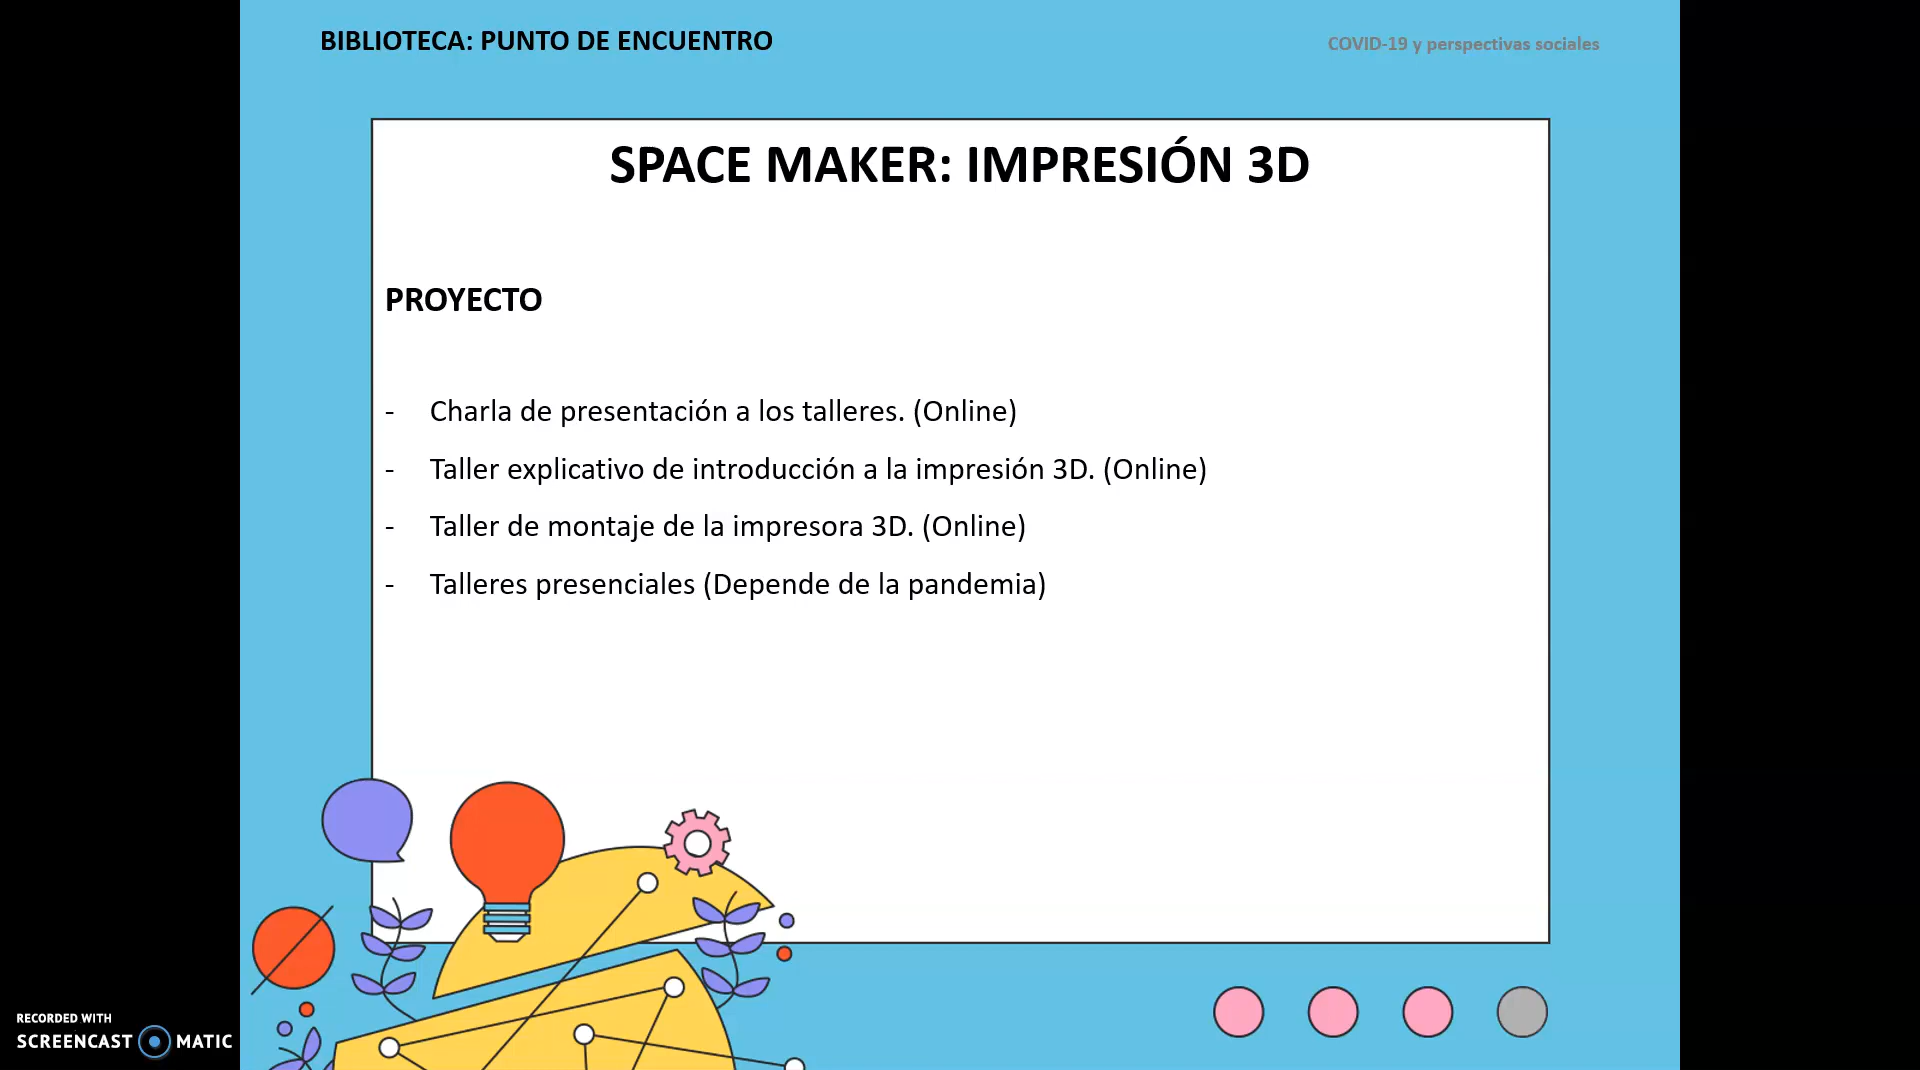 BIBLIOTECA: PUNTO DE ENCUENTRO
COVID-19 y perspectivas sociales
SPACE MAKER: IMPRESIÓN 3D
PROYECTO
- Charla de presentación a los talleres. (Online)
- Taller explicativo de introducción a la impresión 3D. (Online)
- Taller de montaje de la impresora 3D. (Online)
- Talleres presenciales (Depende de la pandemia)
RECORDED WITH
SCREENCAST MATIC